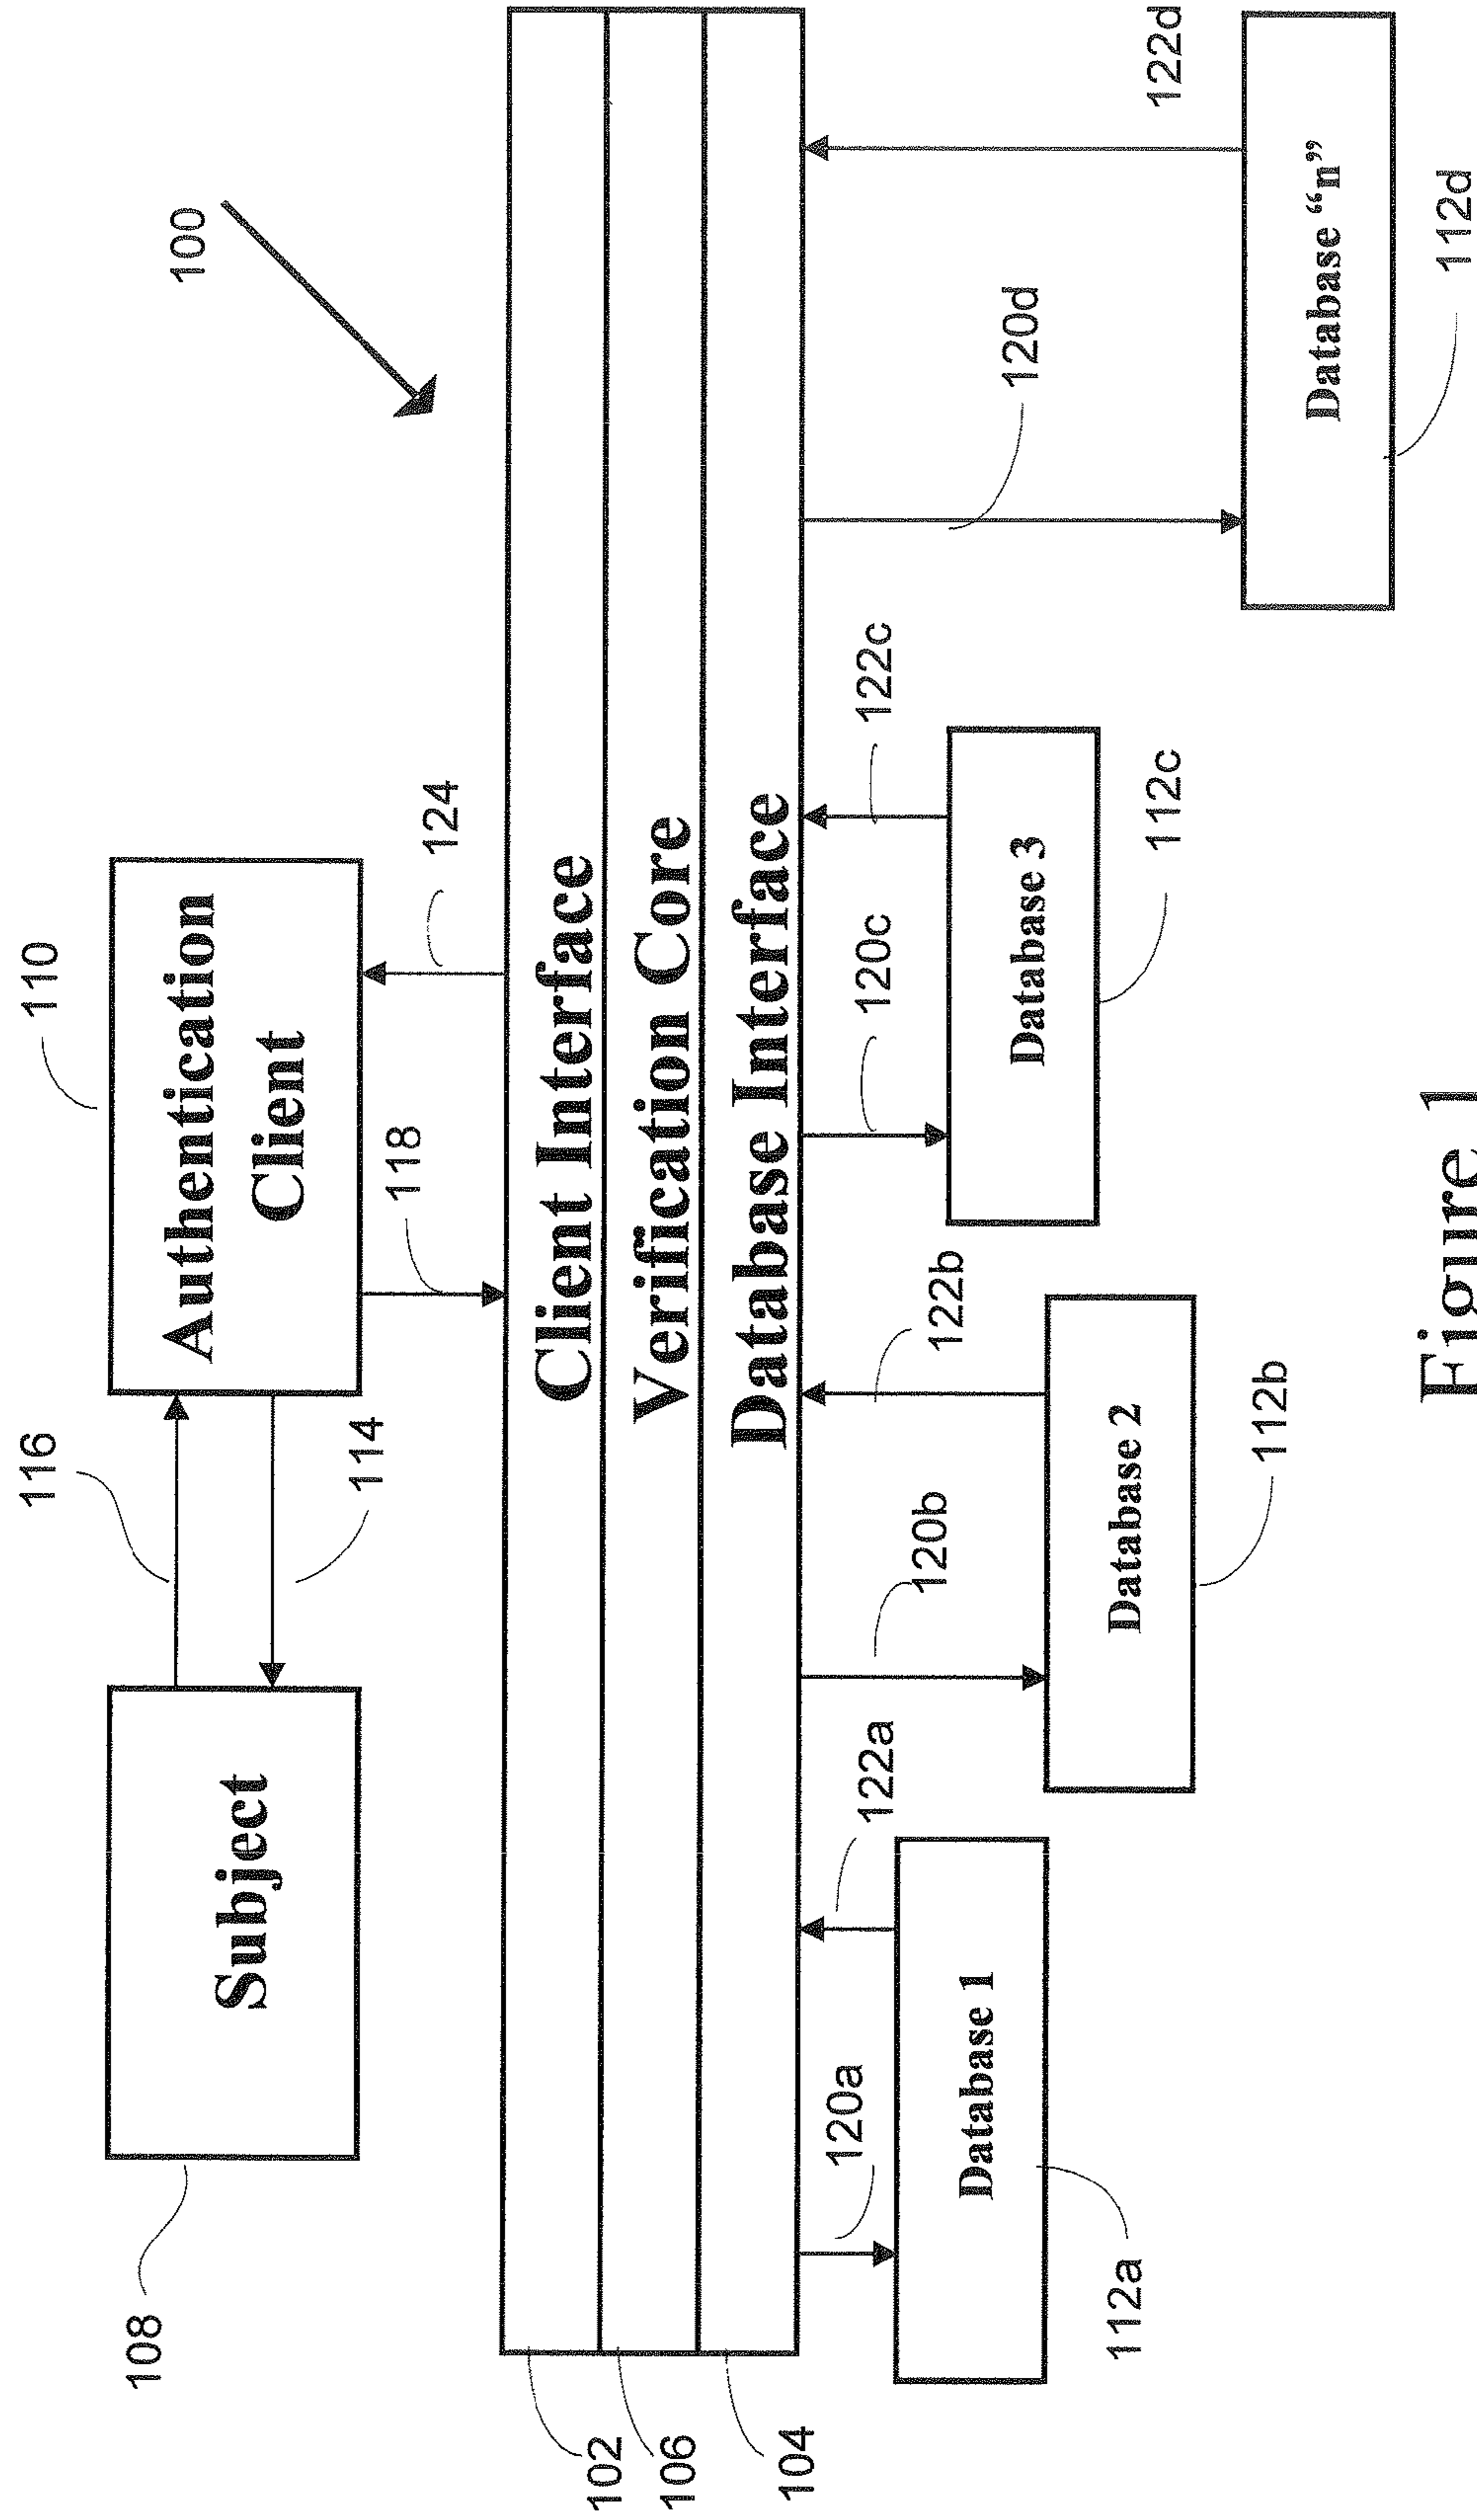 100
110
116
114
108
Subject
Authentication
Client
118
124
102
Client Interface
106
Verification Core
104
Database Interface
120a
122a
120b
122b
120c
122c
120d
122d
Database 1
112a
Database 2
112b
Database 3
112c
Database “n”
112d
Figure 1